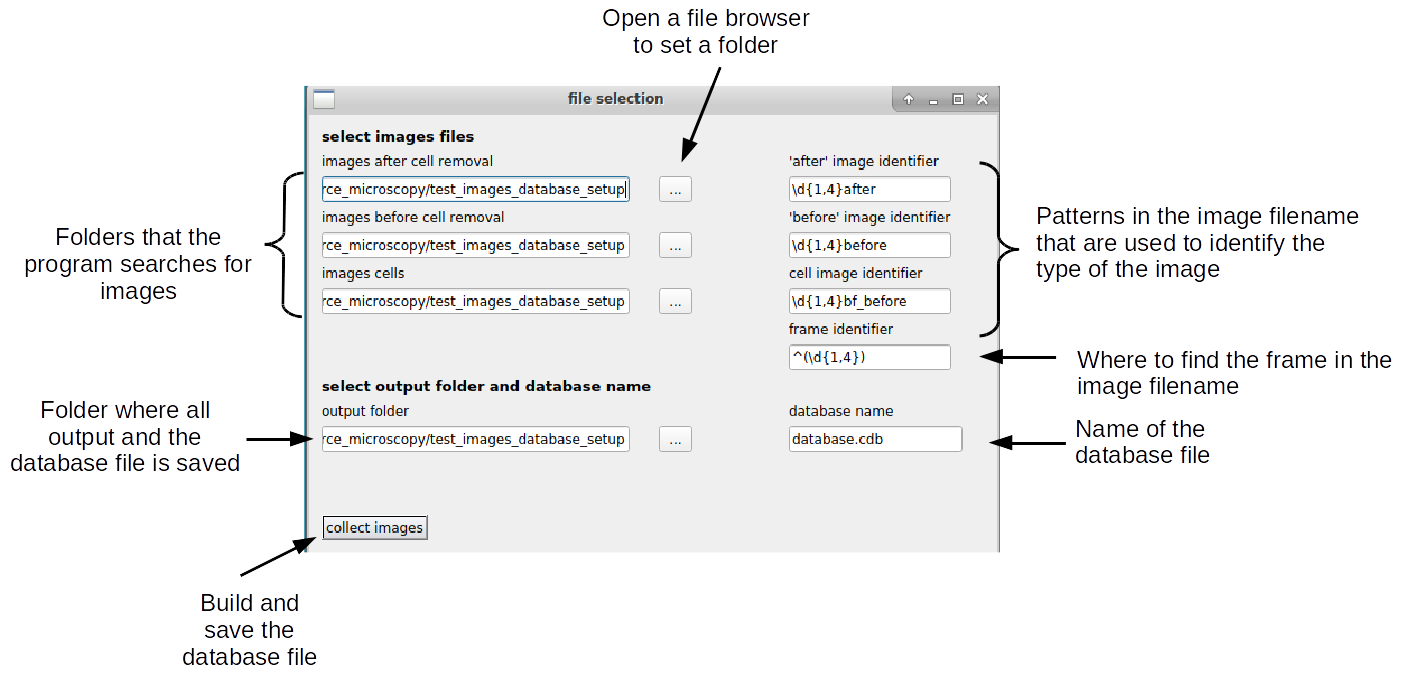 Open a file browser
to set a folder
file selection
select images files
images after cell removal
'after' image identifier
rce_microscopy/test_images_database_setup
...
\d{1,4}after
images before cell removal
'before' image identifier
rce_microscopy/test_images_database_setup
...
\d{1,4}before
images cells
cell image identifier
rce_microscopy/test_images_database_setup
...
\d{1,4}bf_before
frame identifier
^(\d{1,4})
select output folder and database name
output folder
database name
rce_microscopy/test_images_database_setup
...
database.cdb
collect images
Folders that the
program searches for
images
Patterns in the image filename
that are used to identify the
type of the image
Where to find the frame in the
image filename
Folder where all
output and the
database file is saved
Name of the
database file
Build and
save the
database file